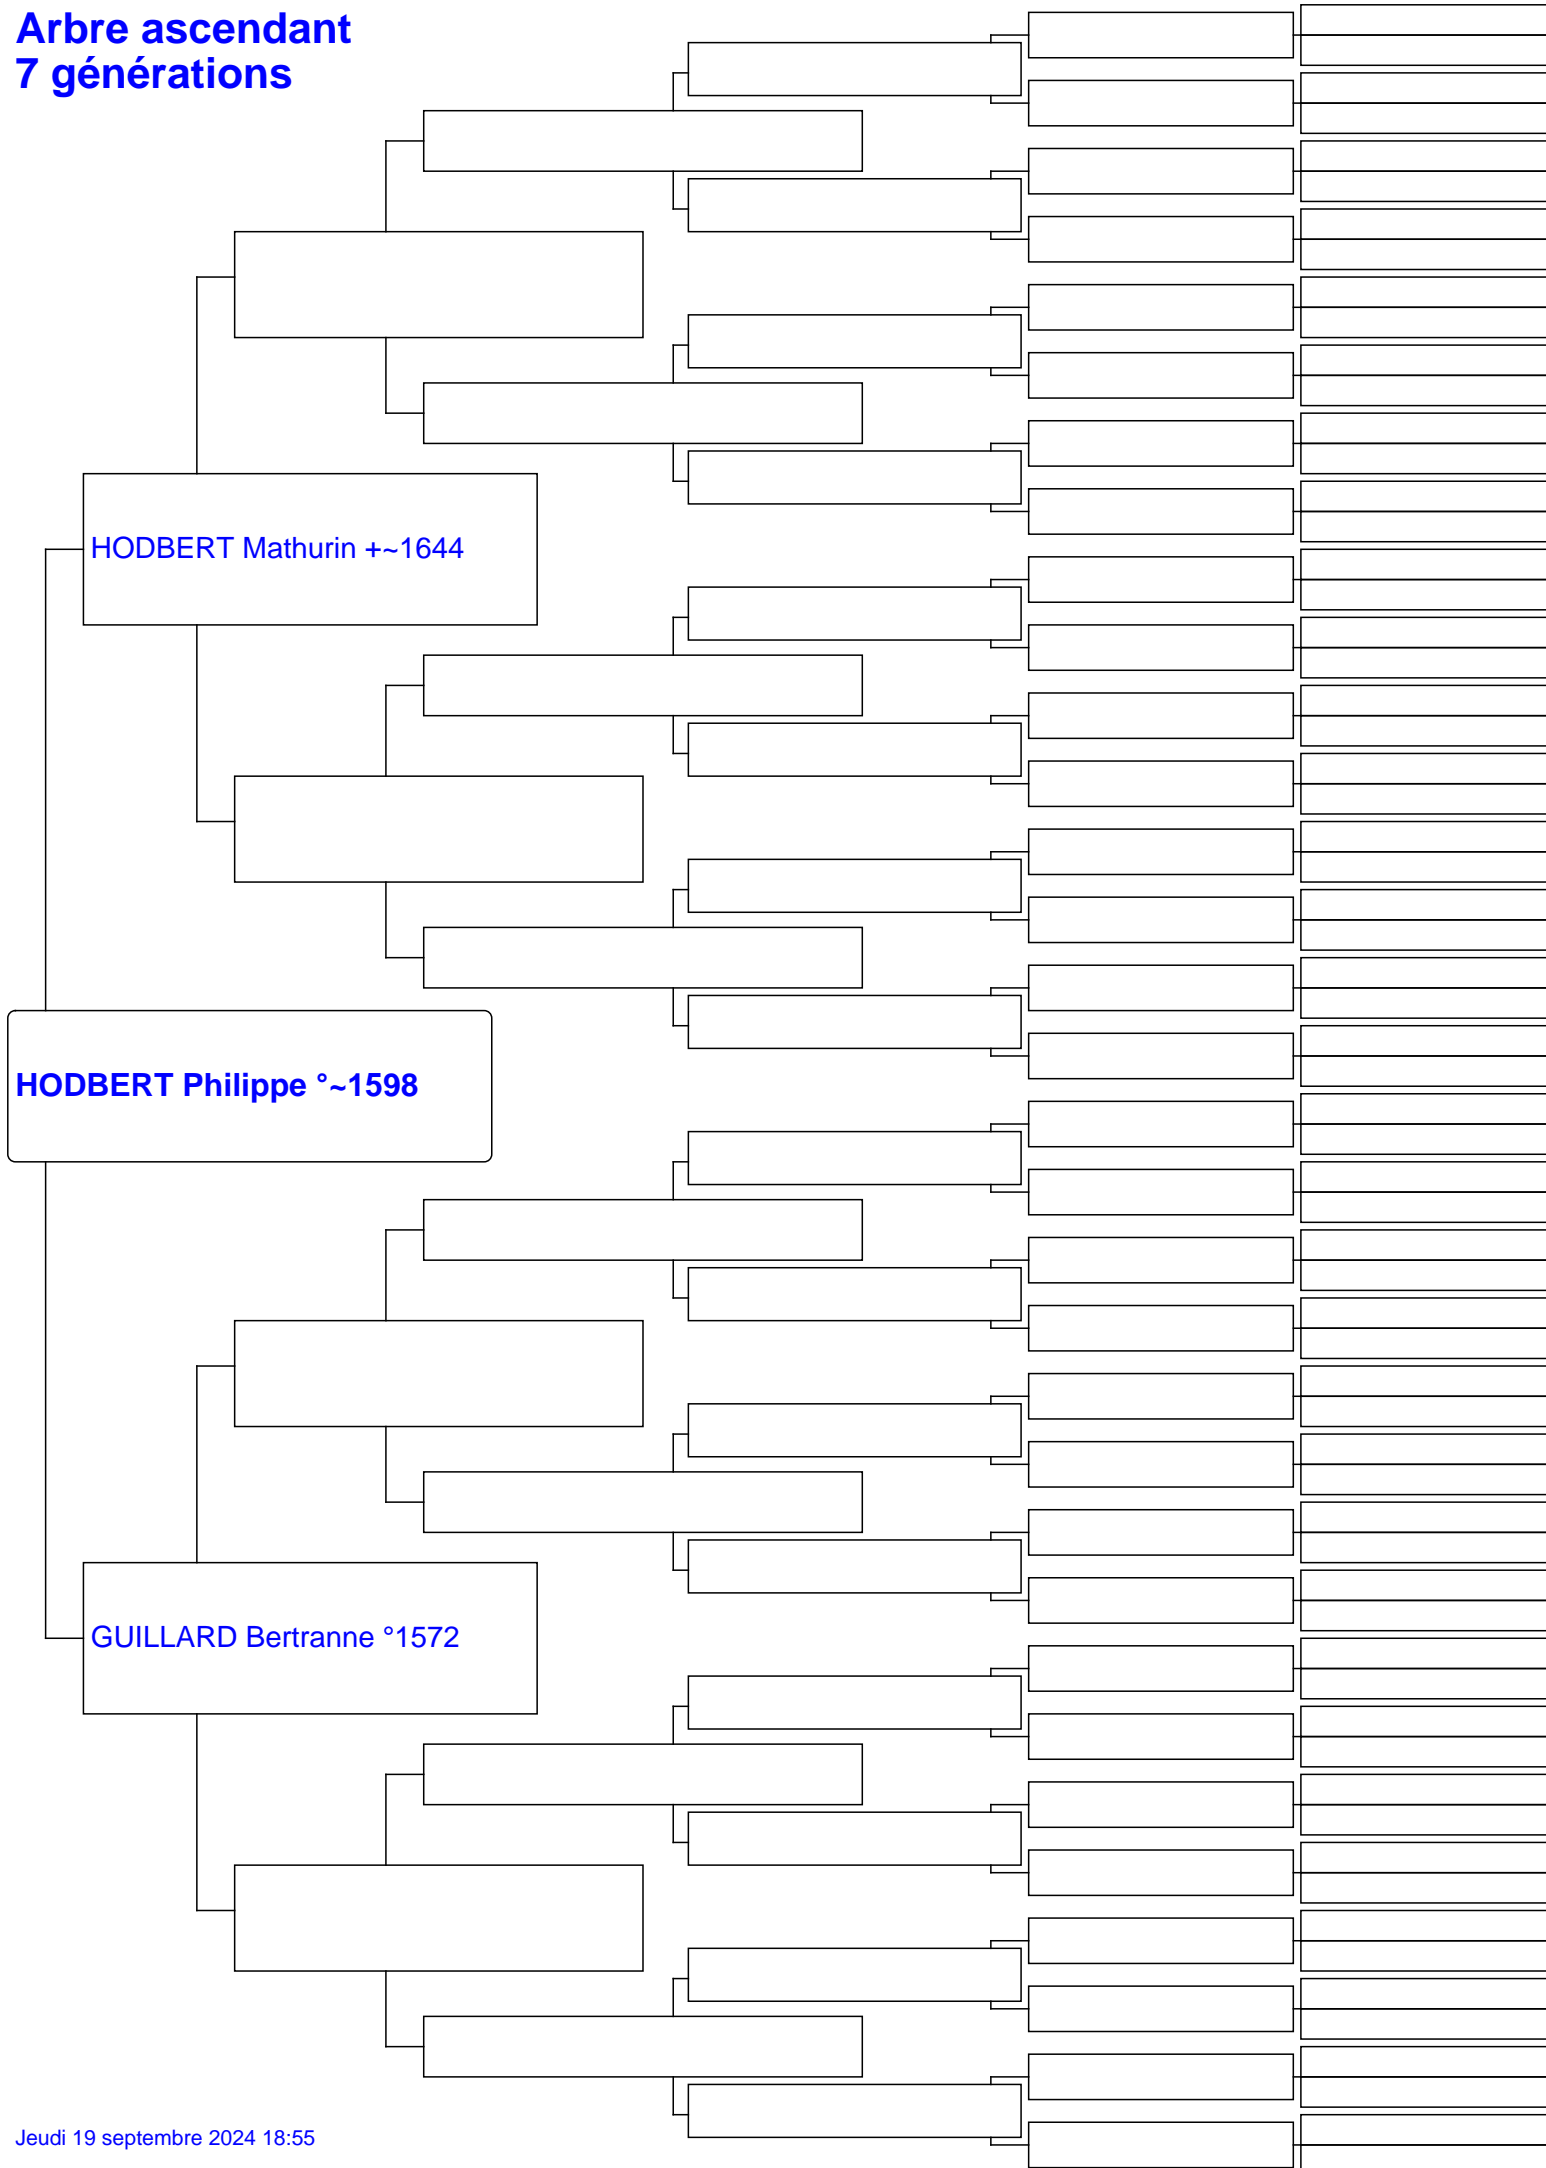 Arbre ascendant
7 générations
HODBERT Mathurin +~1644
HODBERT Philippe °~1598
GUILLARD Bertranne °1572
Jeudi 19 septembre 2024 18:55